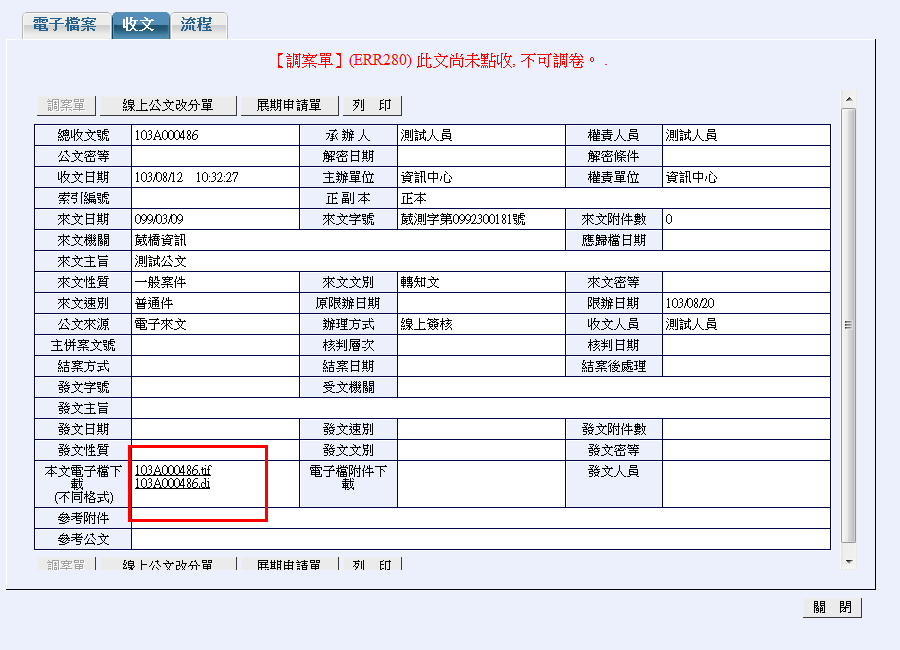 電子檔案 收文 流程
【調案單】(ERR280) 此文尚未點收, 不可調卷。 .
調案單 線上公文改分單 展期申請單 列 印
總收文號 103A000486 承 辦 人 測試人員 權責人員 測試人員
公文密等 解密日期 解密條件
收文日期 103/08/12 10:32:27 主辦單位 資訊中心 權責單位 資訊中心
索引編號 正 副 本 正本
來文日期 099/03/09 來文字號 葳測字第0992300181號 來文附件數 0
來文機關 葳橋資訊 應歸檔日期
來文主旨 測試公文
來文性質 一般案件 來文文別 轉知文 來文密等
來文速別 普通件 原限辦日期 限辦日期 103/08/20
公文來源 電子來文 辦理方式 線上簽核 收文人員 測試人員
主併案文號 核判層次 核判日期
結案方式 結案日期 結案後處理
發文字號 受文機關
發文主旨
發文日期 發文速別 發文附件數
發文性質 發文文別 發文密等
本文電子檔下 103A000486.tif 電子檔附件下 發文人員
載 103A000486.di 載
(不同格式)
參考附件
參考公文
調案單 線上公文改分單 展期申請單 列 印
關 閉